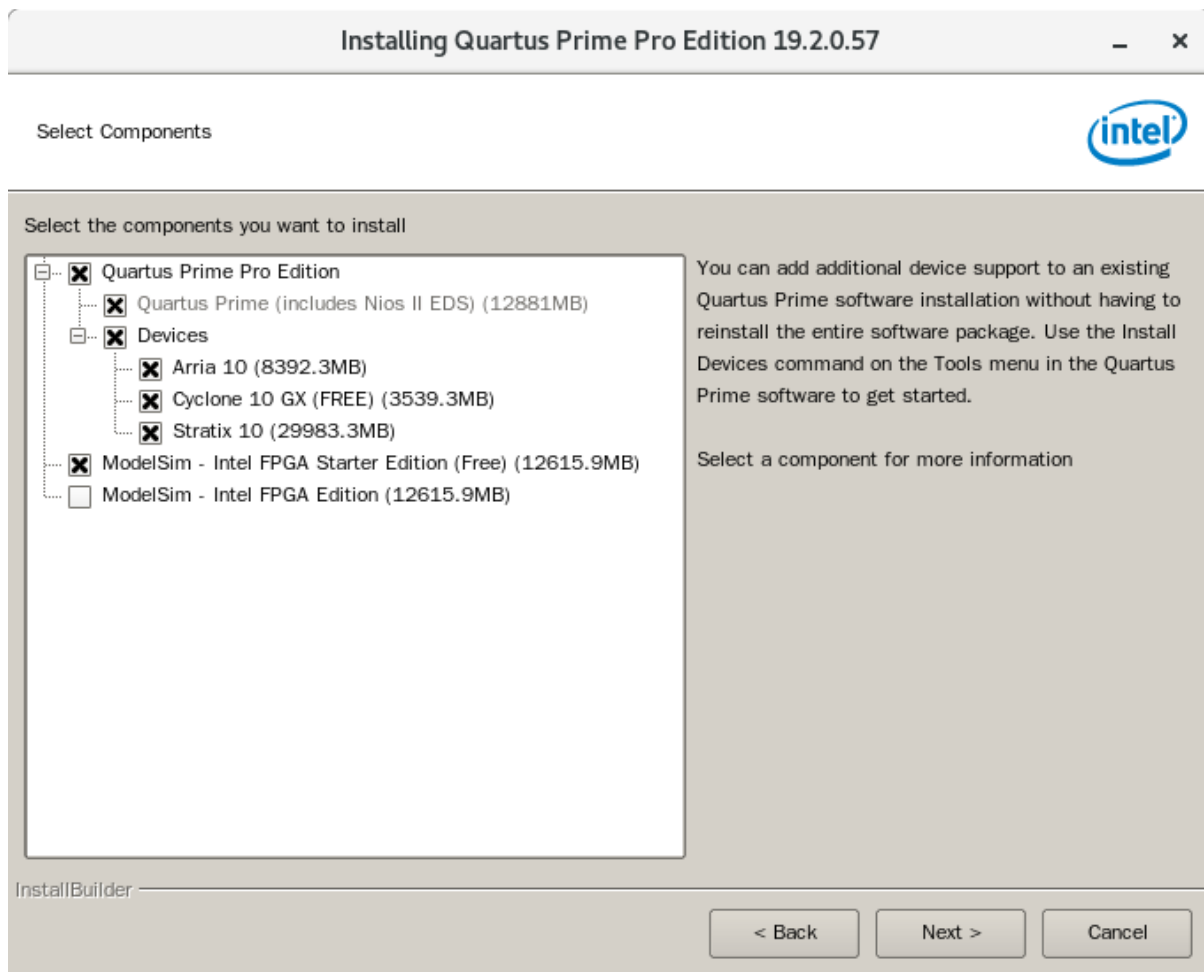 Installing Quartus Prime Pro Edition 19.2.0.57
Select Components
intel
Select the components you want to install
Quartus Prime Pro Edition
Quartus Prime (includes Nios II EDS) (12881MB)
Devices
Arria 10 (8392.3MB)
Cyclone 10 GX (FREE) (3539.3MB)
Stratix 10 (29983.3MB)
ModelSim - Intel FPGA Starter Edition (Free) (12615.9MB)
ModelSim - Intel FPGA Edition (12615.9MB)
You can add additional device support to an existing
Quartus Prime software installation without having to
reinstall the entire software package. Use the Install
Devices command on the Tools menu in the Quartus
Prime software to get started.
Select a component for more information
InstallBuilder
< Back
Next >
Cancel